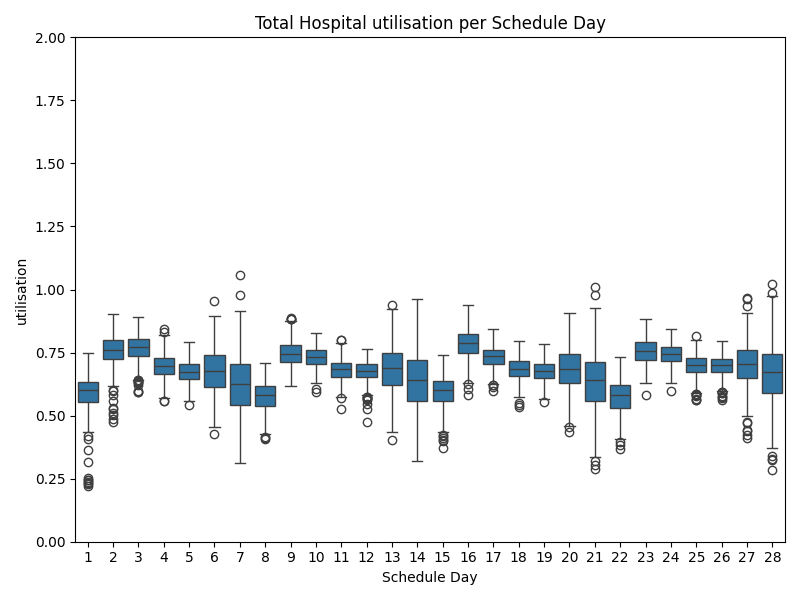 Total Hospital utilisation per Schedule Day
utilisation
2.00
1.75
1.50
1.25
1.00
0.75
0.50
0.25
0.00
1 2 3 4 5 6 7 8 9 10 11 12 13 14 15 16 17 18 19 20 21 22 23 24 25 26 27 28
Schedule Day